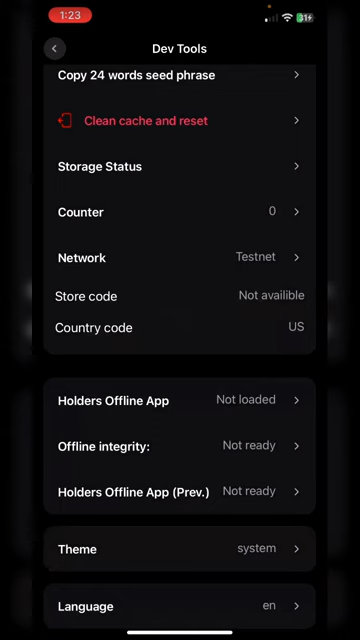 1:23
31
Dev Tools
Copy 24 words seed phrase
Clean cache and reset
Storage Status
Counter 0
Network Testnet
Store code Not availible
Country code US
Holders Offline App Not loaded
Offline integrity: Not ready
Holders Offline App (Prev.) Not ready
Theme system
Language en